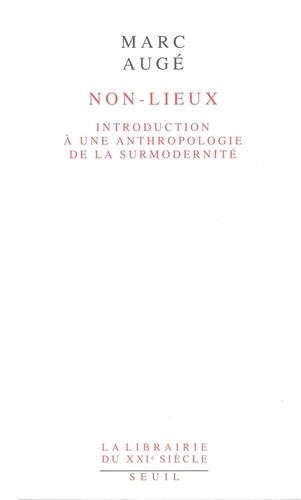 MARC
AUGÉ
NON-LIEUX
INTRODUCTION
À UNE ANTHROPOLOGIE
DE LA SURMODERNITÉ
LA LIBRAIRIE
DU XXIᵉ SIÈCLE
SEUIL